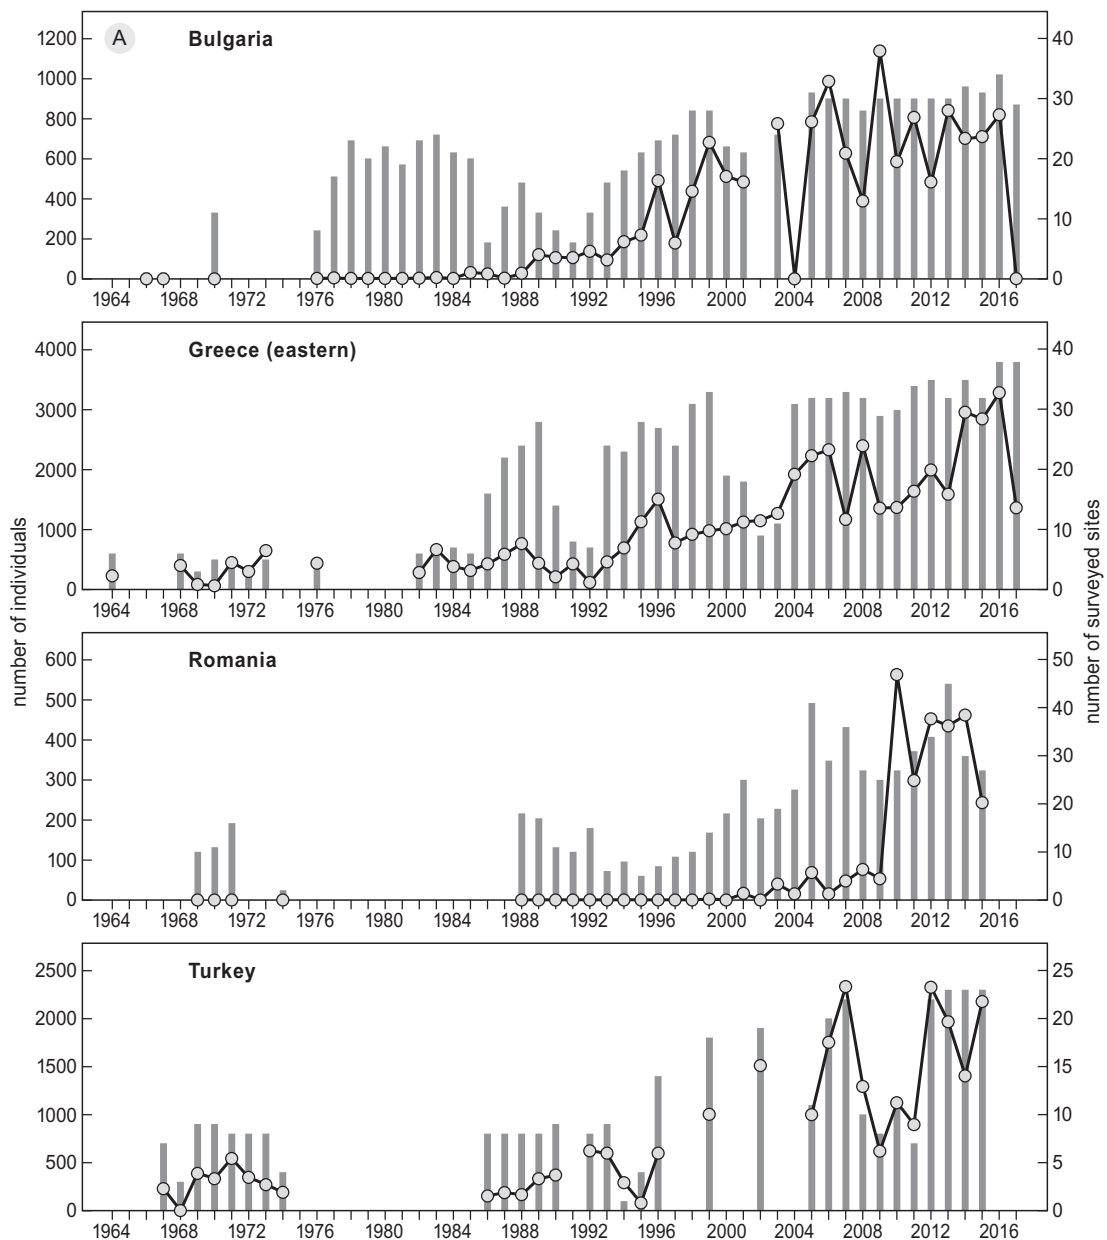 A Bulgaria
1200 40
1000
800 30
600 20
400
200 10
0 0
1964 1968 1972 1976 1980 1984 1988 1992 1996 2000 2004 2008 2012 2016
Greece (eastern)
4000 40
3000 30
2000 20
1000 10
0 0
1964 1968 1972 1976 1980 1984 1988 1992 1996 2000 2004 2008 2012 2016
number of individuals
number of surveyed sites
Romania
600 50
500 40
400
300 30
200 20
100 10
0 0
1964 1968 1972 1976 1980 1984 1988 1992 1996 2000 2004 2008 2012 2016
Turkey
2500 25
2000 20
1500 15
1000 10
500 5
0 0
1964 1968 1972 1976 1980 1984 1988 1992 1996 2000 2004 2008 2012 2016